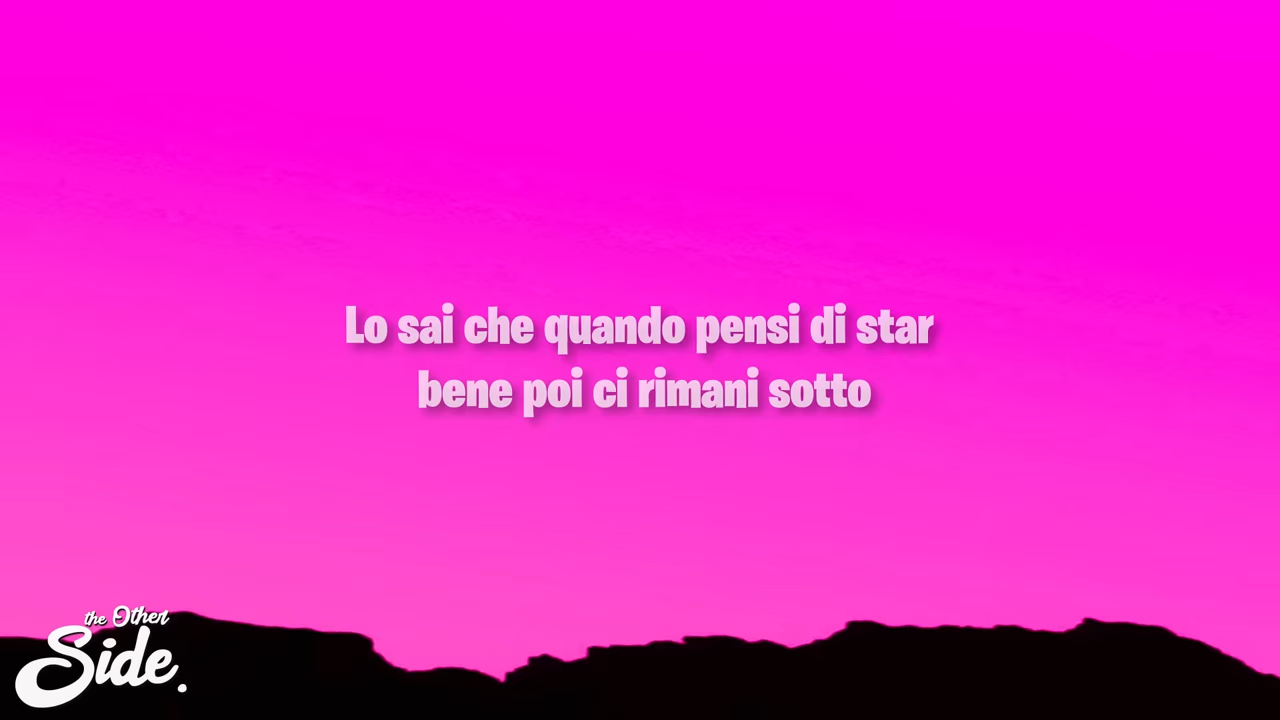 Lo sai che quando pensi di star
bene poi ci rimani sotto
the Other
Side.